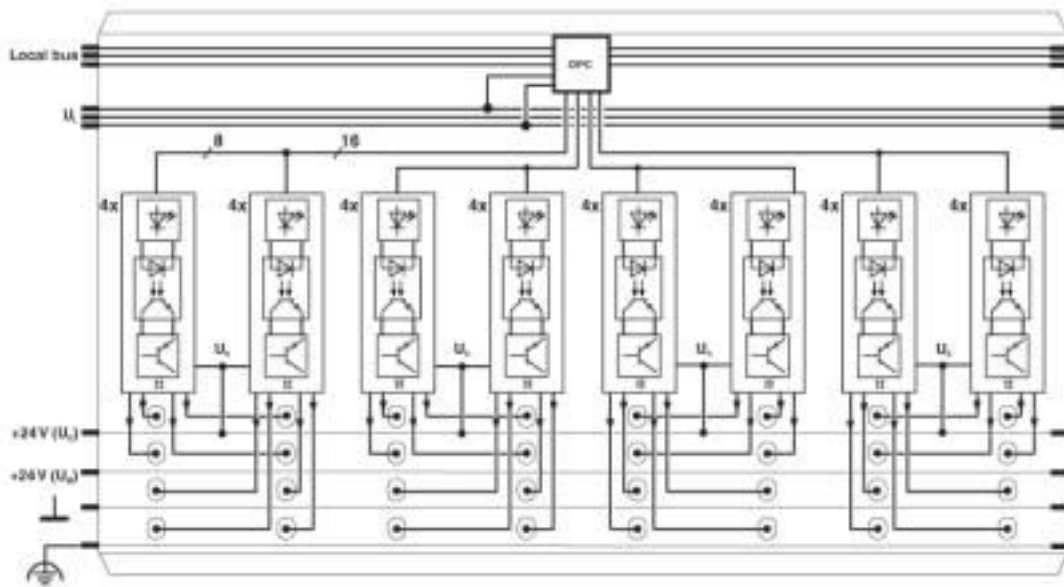 Local bus
OPC
U_L
8
16
4x 4x 4x 4x 4x 4x 4x 4x
U_S U_S U_S U_S
+24 V (U_S)
+24 V (U_M)